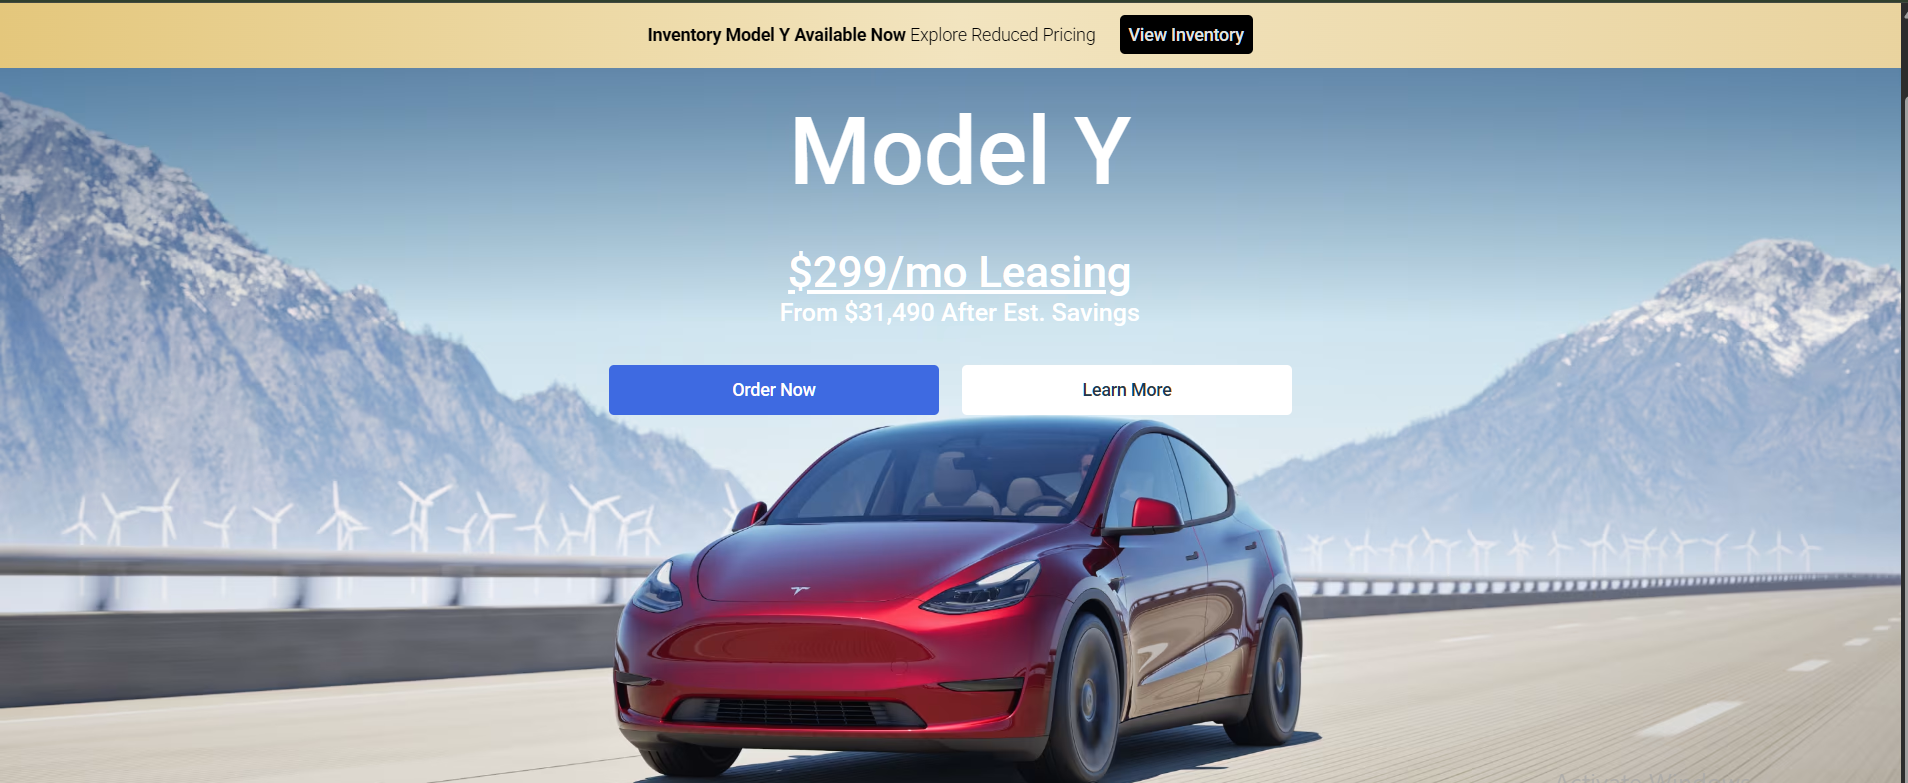 Inventory Model Y Available Now Explore Reduced Pricing View Inventory
Model Y
$299/mo Leasing
From $31,490 After Est. Savings
Order Now Learn More